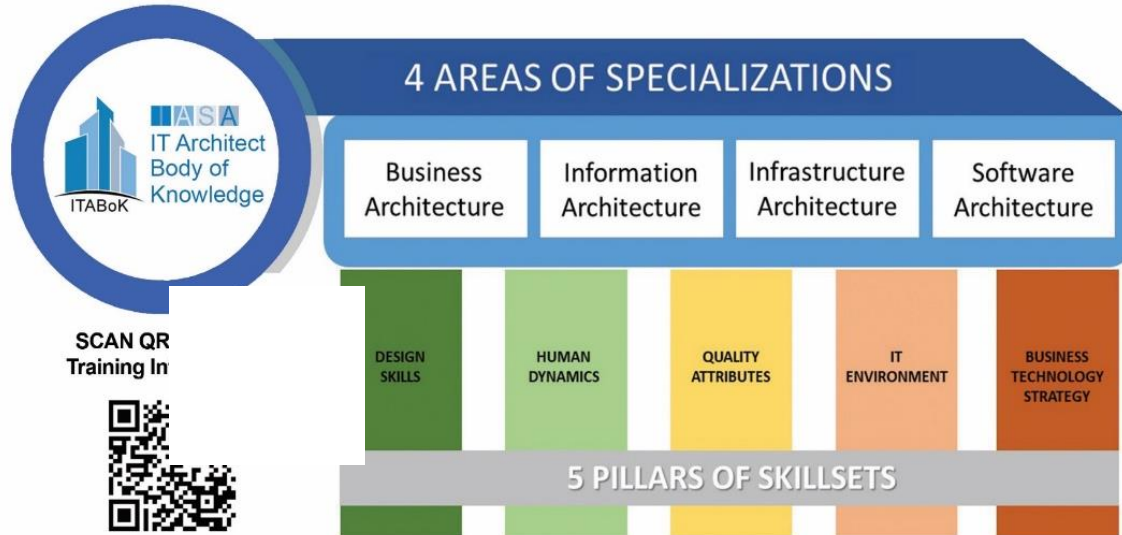 4 AREAS OF SPECIALIZATIONS
IASA
IT Architect
Body of
Knowledge
ITABoK
Business
Architecture
Information
Architecture
Infrastructure
Architecture
Software
Architecture
SCAN QR
Training
DESIGN
SKILLS
HUMAN
DYNAMICS
QUALITY
ATTRIBUTES
IT
ENVIRONMENT
BUSINESS
TECHNOLOGY
STRATEGY
5 PILLARS OF SKILLSETS